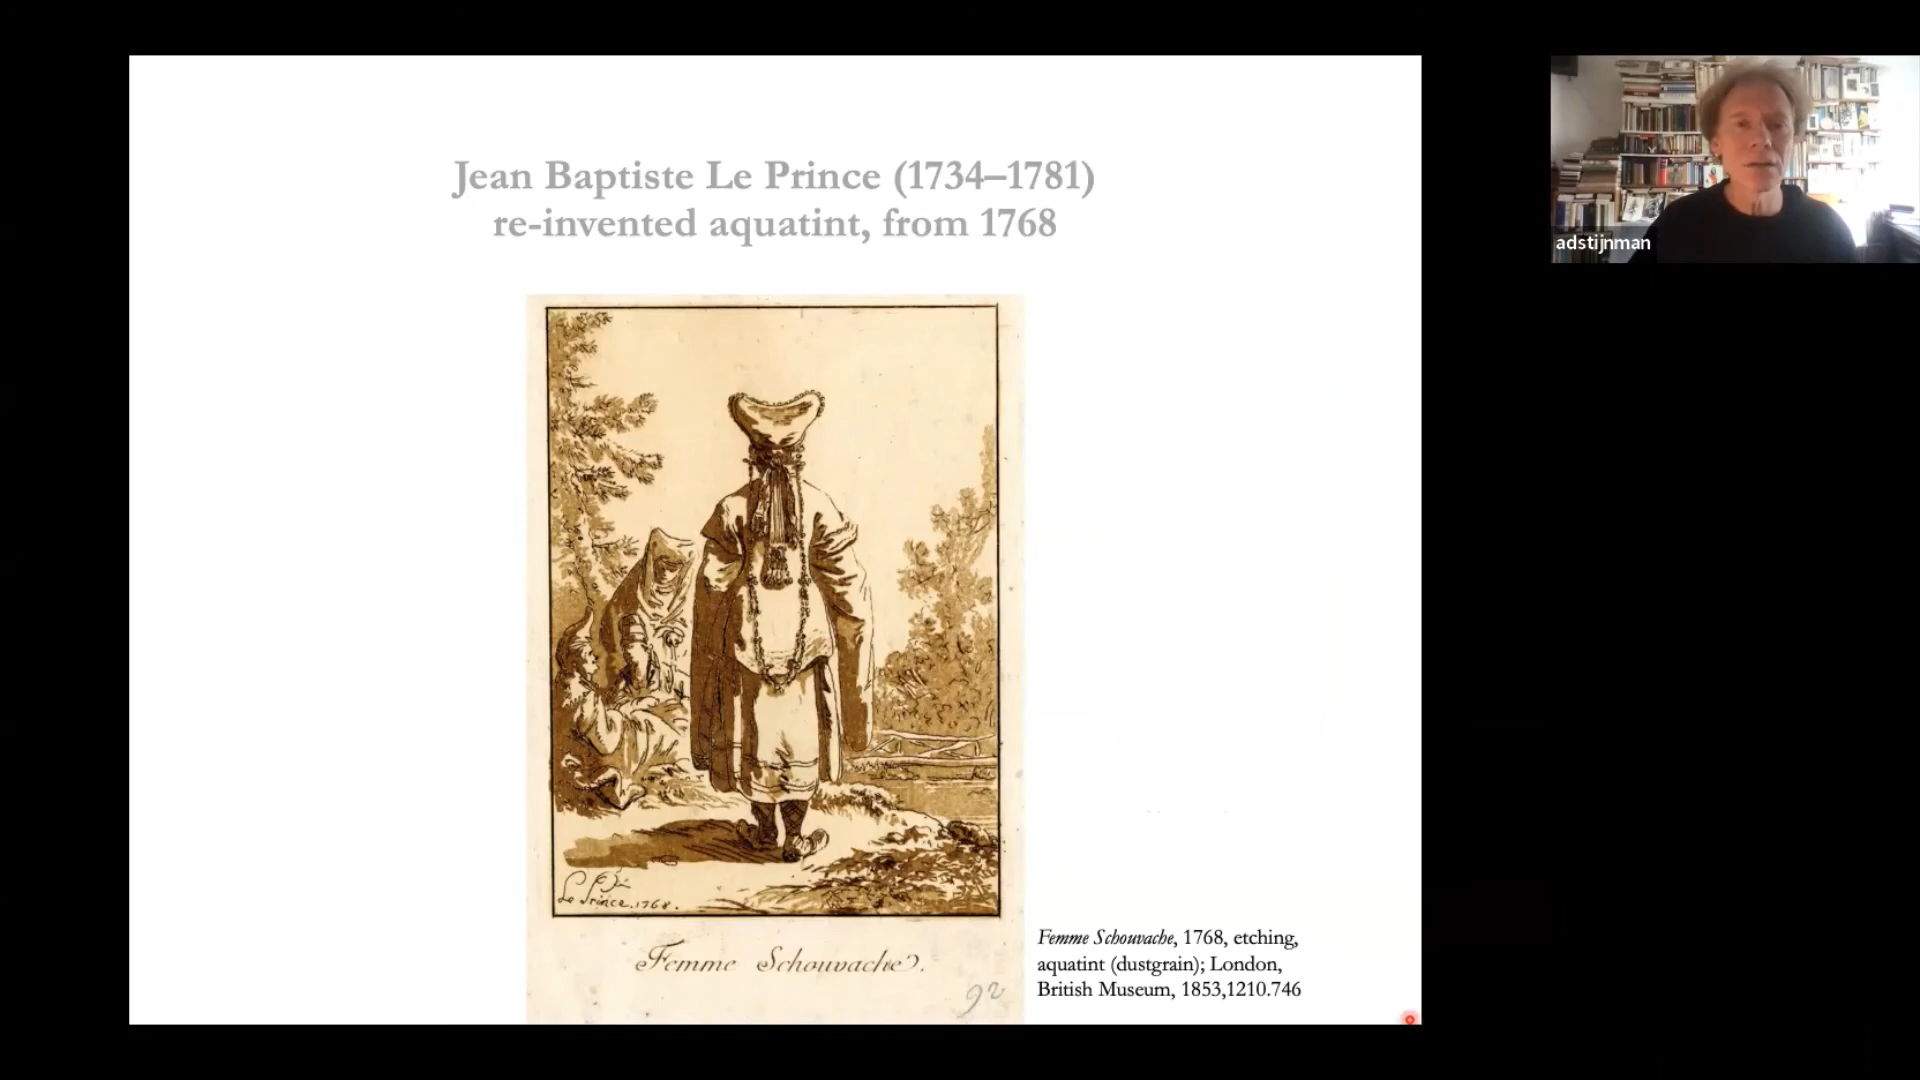 Jean Baptiste Le Prince (1734–1781)
re-invented aquatint, from 1768
adstijnman
Le Prince. 1768.
Femme Schouvache.
92
Femme Schouvache, 1768, etching,
aquatint (dustgrain); London,
British Museum, 1853,1210.746